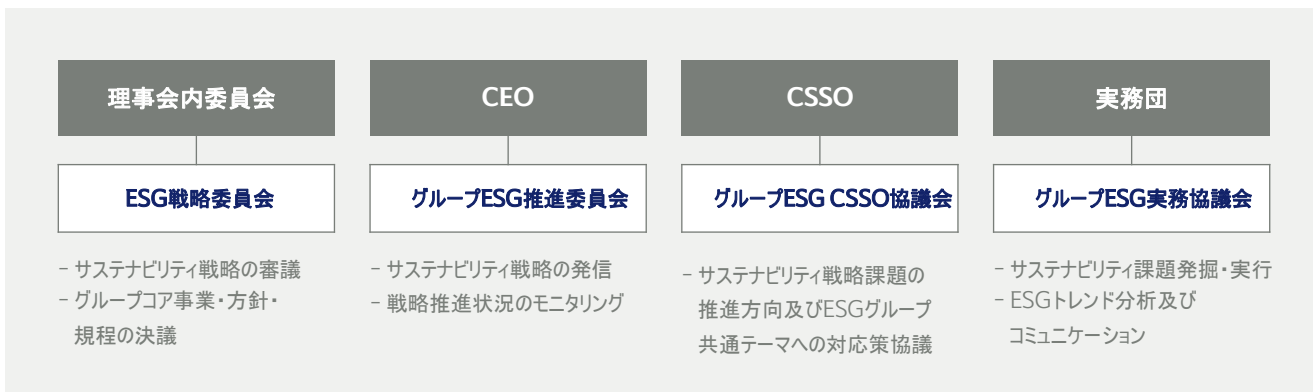 理事会内委員会
ESG戦略委員会
- サステナビリティ戦略の審議
- グループコア事業・方針・
規程の決議
CEO
グループESG推進委員会
- サステナビリティ戦略の発信
- 戦略推進状況のモニタリング
CSSO
グループESG CSSO協議会
- サステナビリティ戦略課題の
推進方向及びESGグループ
共通テーマへの対応策協議
実務団
グループESG実務協議会
- サステナビリティ課題発掘・実行
- ESGトレンド分析及び
コミュニケーション